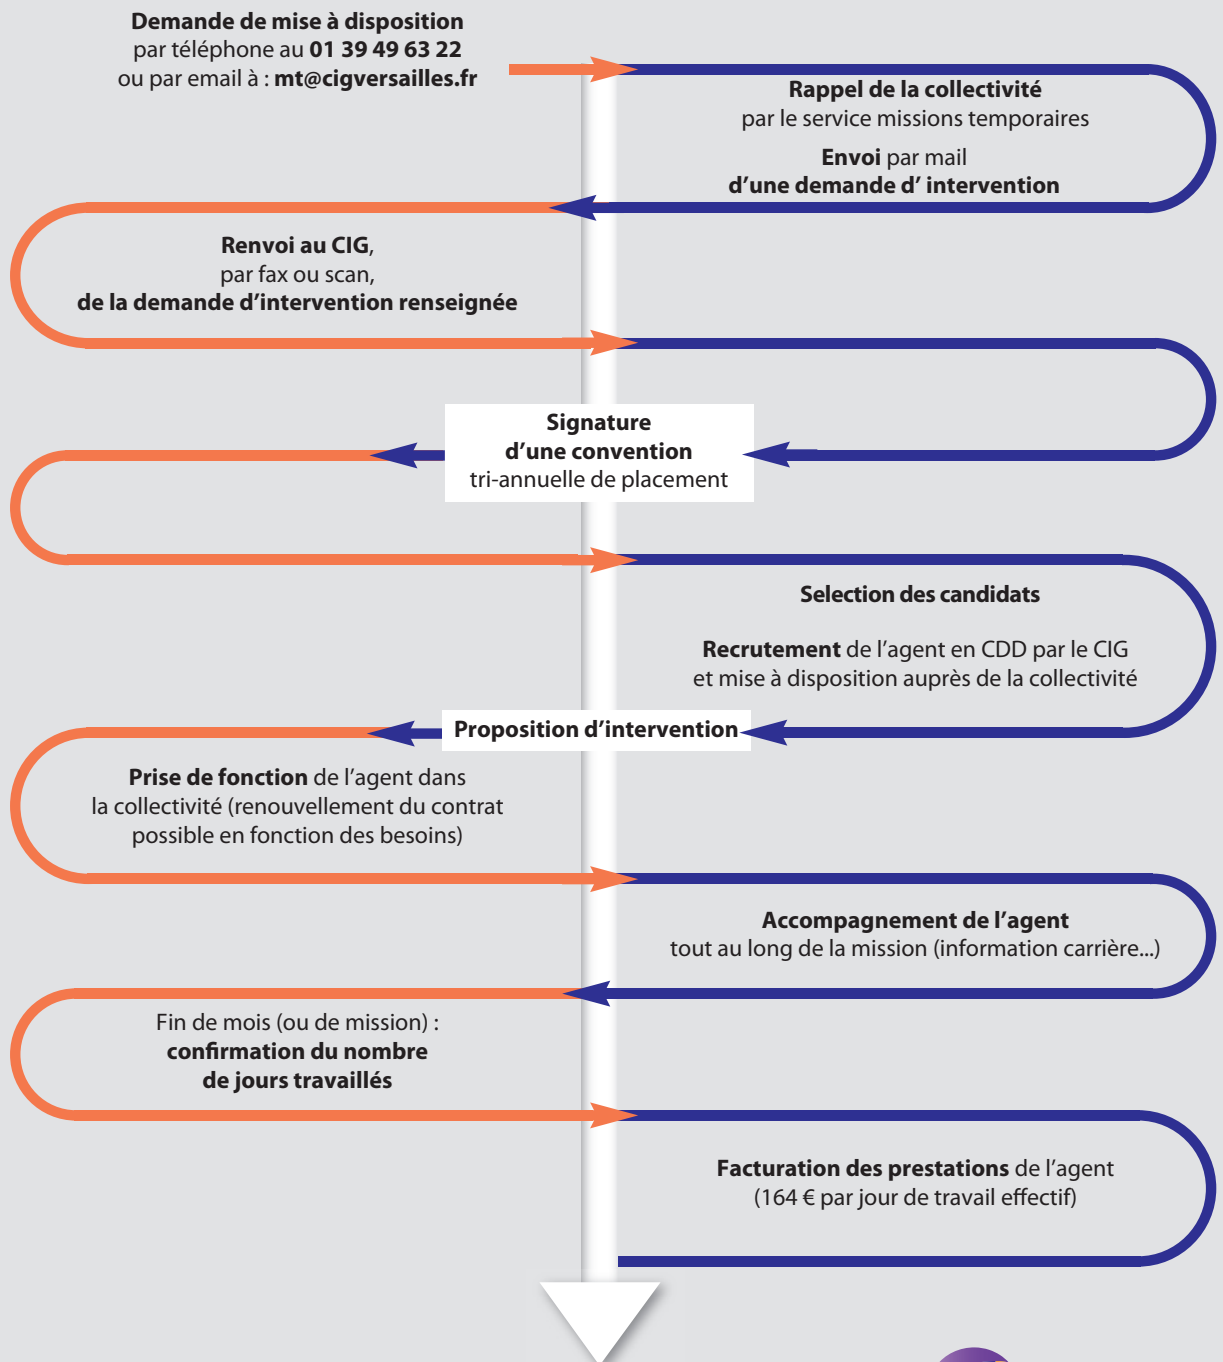 Demande de mise à disposition
par téléphone au 01 39 49 63 22
ou par email à : mt@cigversailles.fr
Rappel de la collectivité
par le service missions temporaires
Envoi par mail
d'une demande d' intervention
Renvoi au CIG,
par fax ou scan,
de la demande d'intervention renseignée
Signature
d'une convention
tri-annuelle de placement
Selection des candidats
Recrutement de l'agent en CDD par le CIG
et mise à disposition auprès de la collectivité
Proposition d'intervention
Prise de fonction de l'agent dans
la collectivité (renouvellement du contrat
possible en fonction des besoins)
Accompagnement de l'agent
tout au long de la mission (information carrière...)
Fin de mois (ou de mission) :
confirmation du nombre
de jours travaillés
Facturation des prestations de l'agent
(164 € par jour de travail effectif)